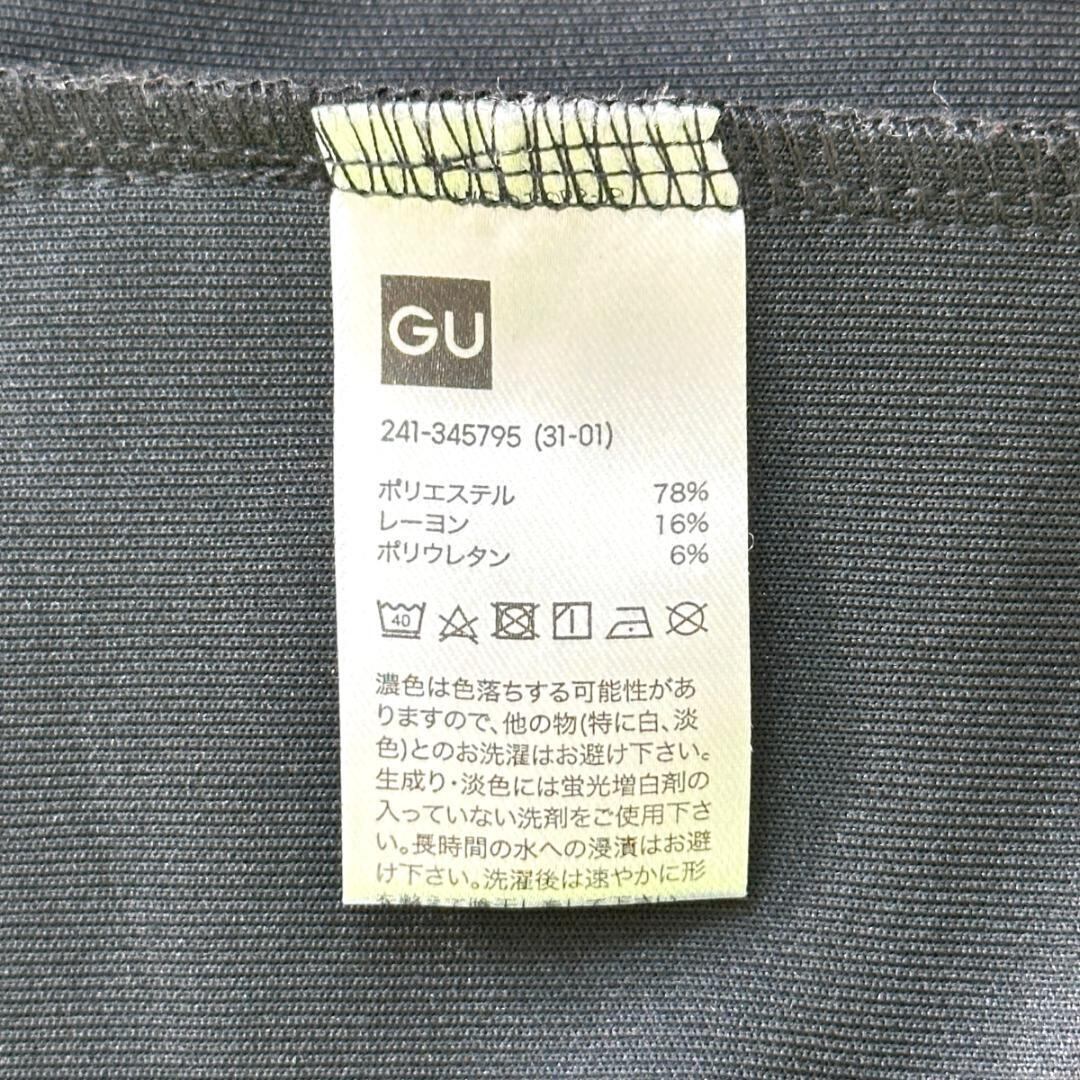 GU
241-345795 (31-01)
ポリエステル 78%
レーヨン 16%
ポリウレタン 6%
40
濃色は色落ちする可能性があ
りますので、他の物(特に白、淡
色)とのお洗濯はお避け下さい。
生成り・淡色には蛍光増白剤の
入っていない洗剤をご使用下さ
い。長時間の水への浸漬はお避
け下さい。洗濯後は速やかに形